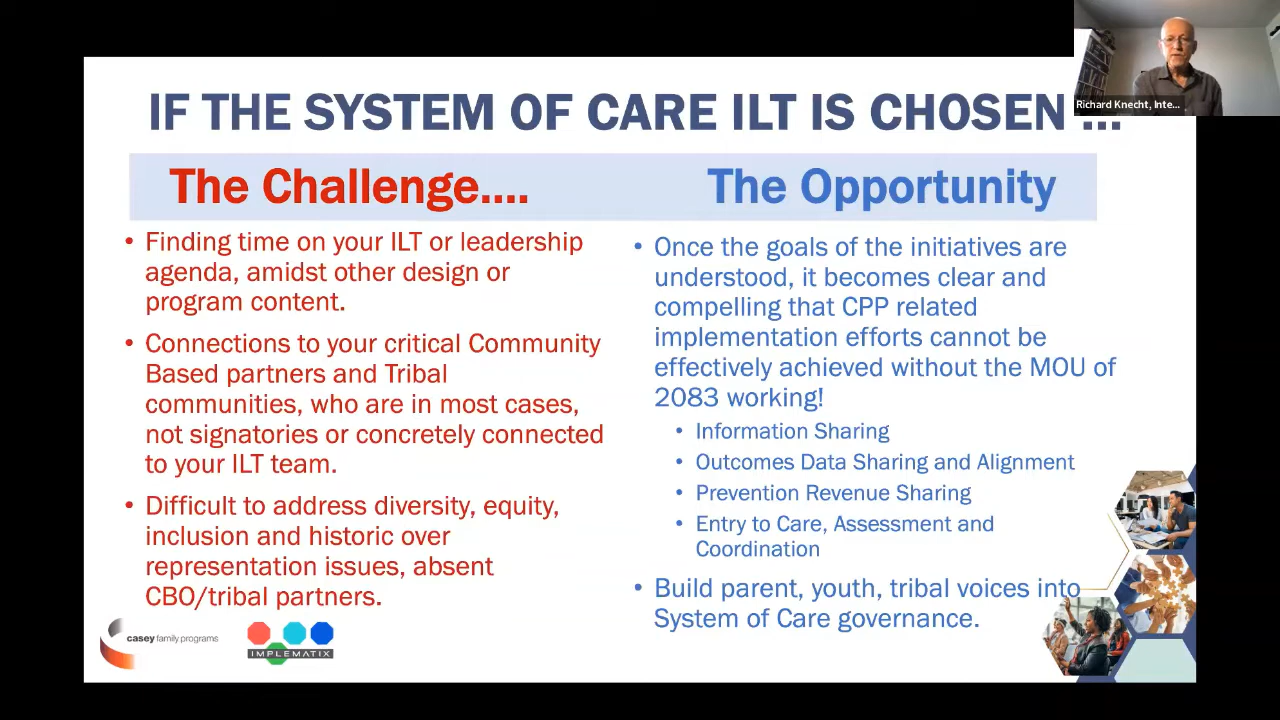 IF THE SYSTEM OF CARE ILT IS CHOSEN ...
Richard Knecht, Inte...
The Challenge....
• Finding time on your ILT or leadership
agenda, amidst other design or
program content.
• Connections to your critical Community
Based partners and Tribal
communities, who are in most cases,
not signatories or concretely connected
to your ILT team.
• Difficult to address diversity, equity,
inclusion and historic over
representation issues, absent
CBO/tribal partners.
The Opportunity
• Once the goals of the initiatives are
understood, it becomes clear and
compelling that CPP related
implementation efforts cannot be
effectively achieved without the MOU of
2083 working!
• Information Sharing
• Outcomes Data Sharing and Alignment
• Prevention Revenue Sharing
• Entry to Care, Assessment and
Coordination
• Build parent, youth, tribal voices into
System of Care governance.
casey family programs
IMPLEMATIX